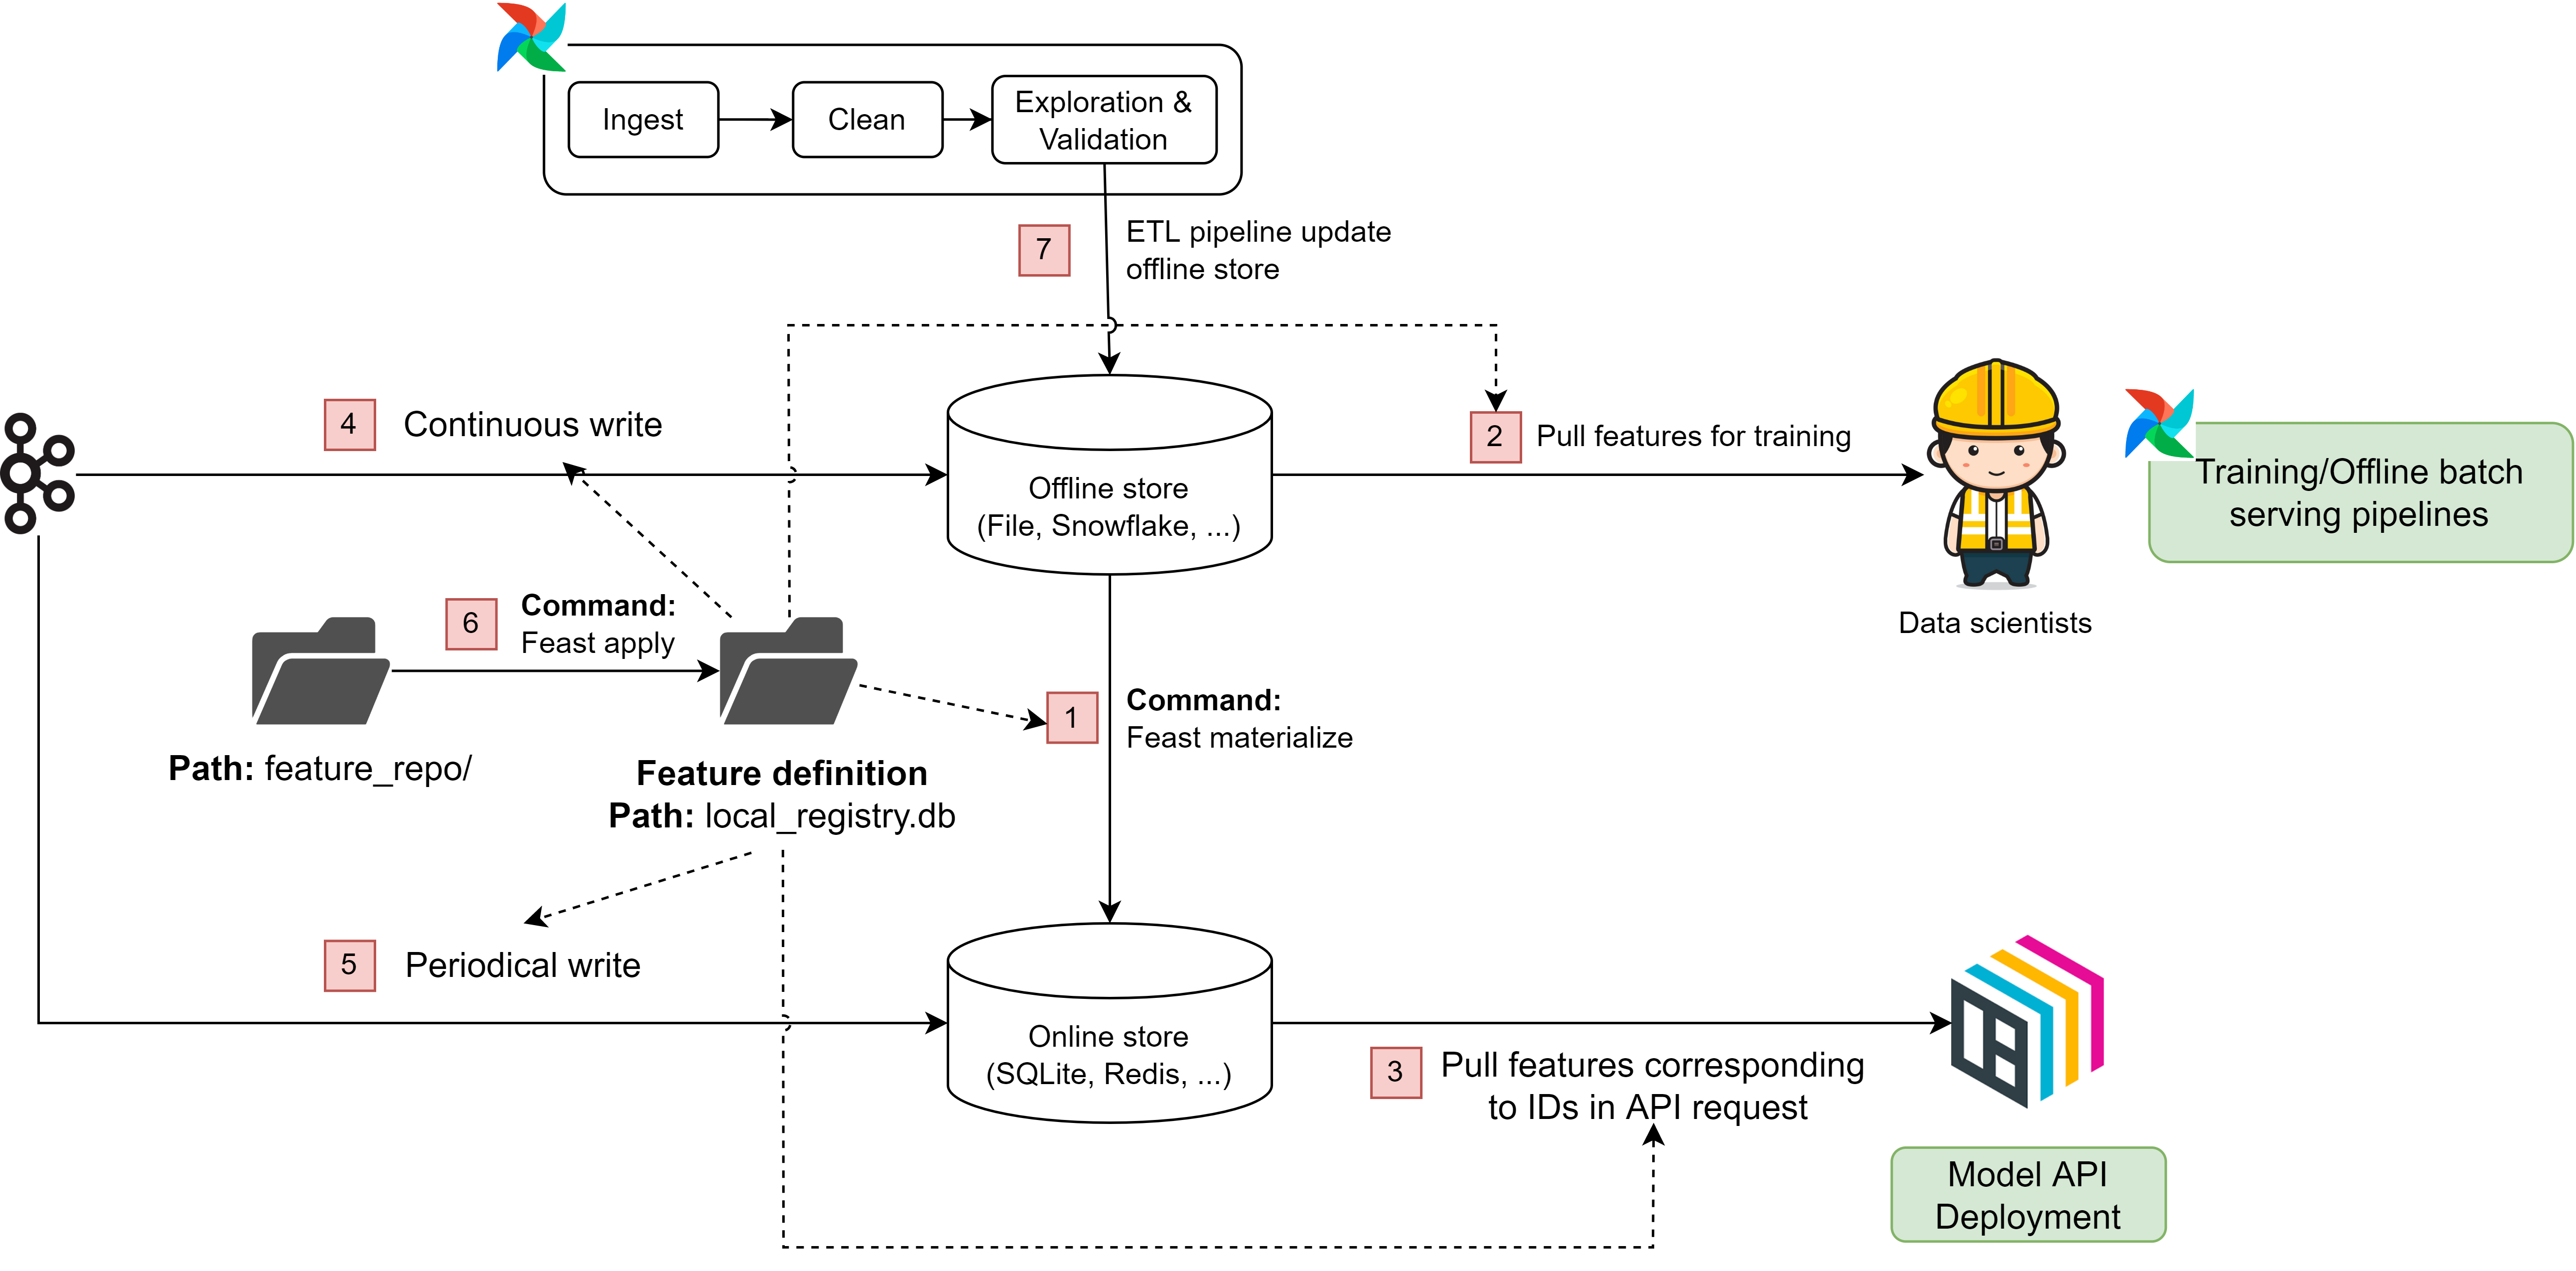 Ingest
Clean
Exploration &
Validation
7
ETL pipeline update
offline store
4
Continuous write
2
Pull features for training
Offline store
(File, Snowflake, ...)
Training/Offline batch
serving pipelines
Data scientists
6
Command:
Feast apply
1
Command:
Feast materialize
Path: feature_repo/
Feature definition
Path: local_registry.db
5
Periodical write
Online store
(SQLite, Redis, ...)
3
Pull features corresponding
to IDs in API request
Model API
Deployment